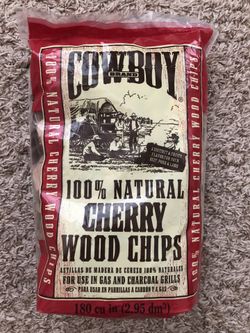 COWBOY
BRAND
100% NATURAL
CHERRY
WOOD CHIPS
ASTILLAS DE MADERA DE CEREZO 100% NATURALES
FOR USE IN GAS AND CHARCOAL GRILLS
PARA USAR EN PARRILLAS A CARBON Y A GAS
180 cu in (2.95 dm³)
100% NATURAL CHERRY WOOD CHIPS
100% NATURAL CHERRY WOOD CHIPS